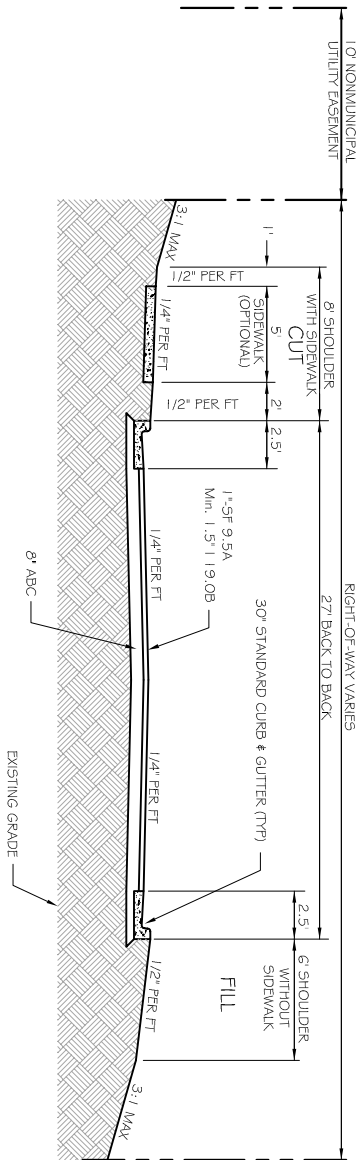 10' NONMUNICIPAL
UTILITY EASEMENT
RIGHT-OF-WAY VARIES
8' SHOULDER
WITH SIDEWALK
CUT
27' BACK TO BACK
6' SHOULDER
WITHOUT
SIDEWALK
FILL
1'
5'
SIDEWALK
(OPTIONAL)
2'
2.5'
2.5'
3:1 MAX
1/2" PER FT
1/4" PER FT
1/2" PER FT
1"-SF 9.5A
Min. 1.5" I 19.0B
30" STANDARD CURB & GUTTER (TYP)
1/4" PER FT
1/4" PER FT
1/2" PER FT
3:1 MAX
8" ABC
EXISTING GRADE